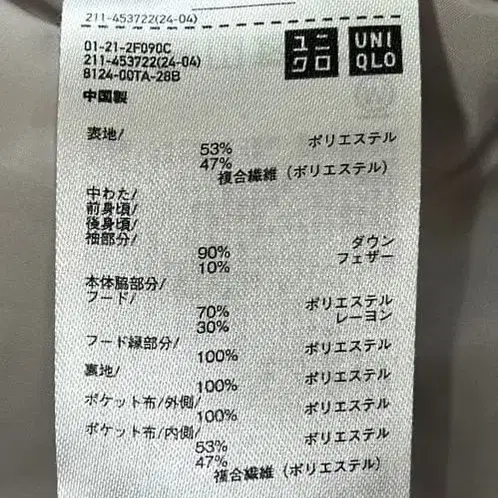 211-453722(24-04)
ユニクロ
UNIQLO
01-21-2F090C
211-453722(24-04)
8124-00TA-28B
中国製
表地/
53% ポリエステル
47% 複合繊維 (ポリエステル)
中わた/
前身頃/
後身頃/
袖部分/
90% ダウン
10% フェザー
本体脇部分/
フード/
70% ポリエステル
30% レーヨン
フード縁部分/
100% ポリエステル
裏地/
100% ポリエステル
ポケット布/外側/
100% ポリエステル
ポケット布/内側/
53% ポリエステル
47% 複合繊維 (ポリエステル)